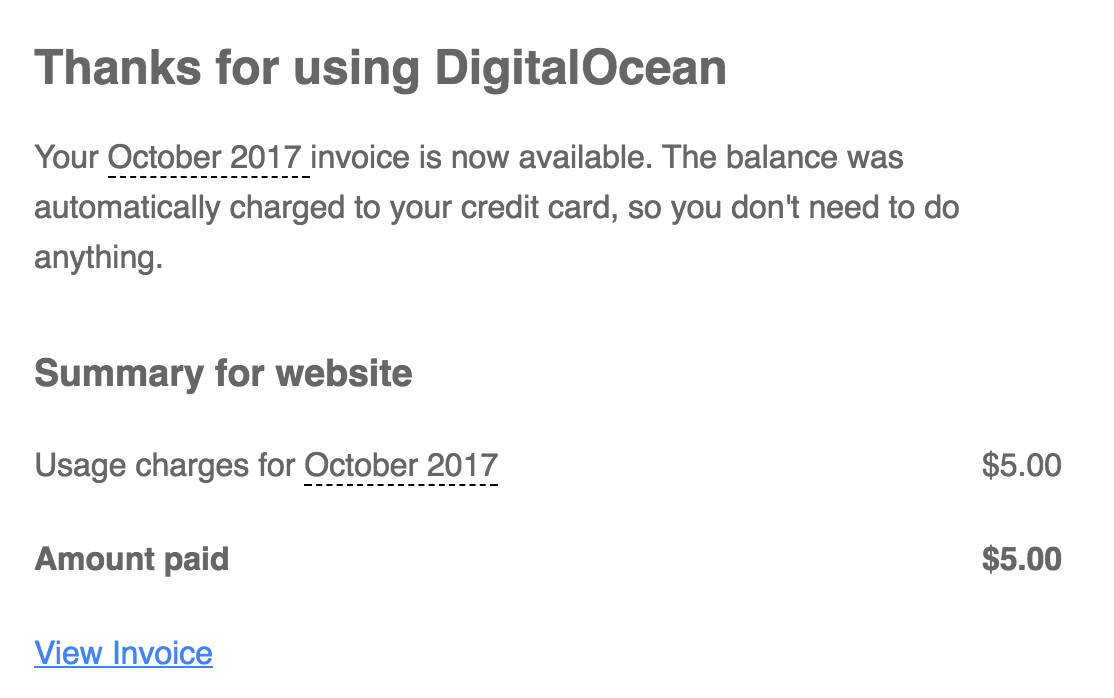 Thanks for using DigitalOcean
Your October 2017 invoice is now available. The balance was
automatically charged to your credit card, so you don't need to do
anything.
Summary for website
Usage charges for October 2017 $5.00
Amount paid $5.00
View Invoice